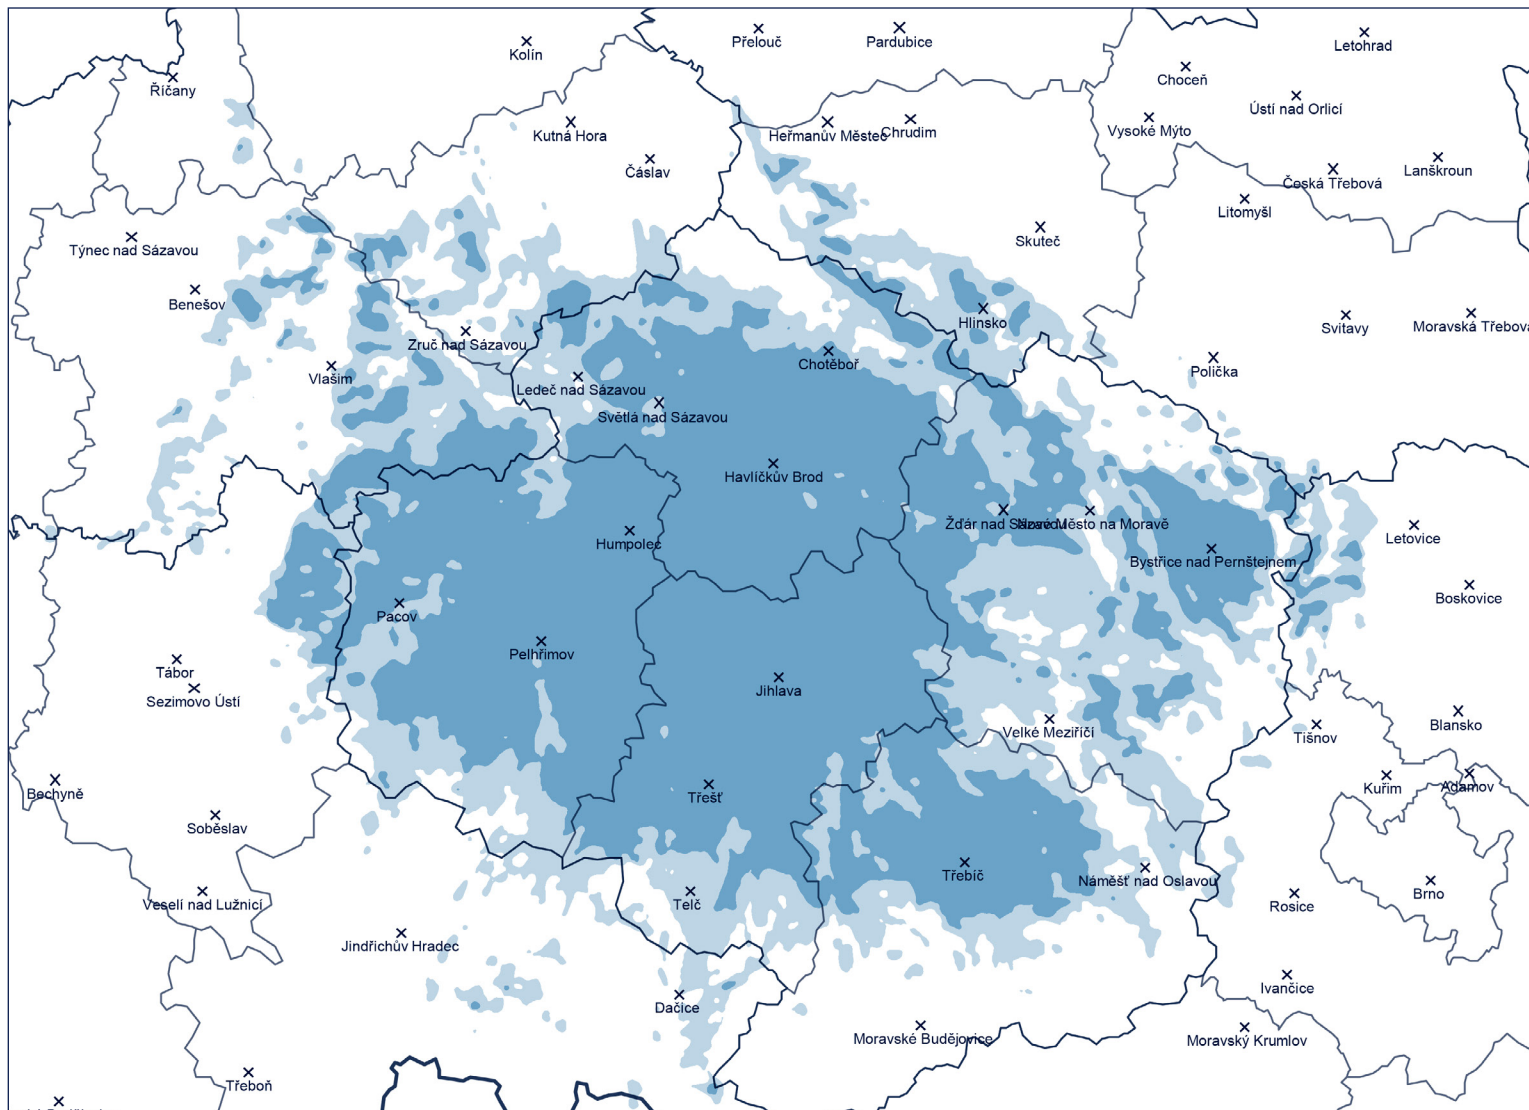 Kolín
Přelouč
Pardubice
Letohrad
Choceň
Říčany
Ústí nad Orlicí
Kutná Hora
Heřmanův Městec
Chrudim
Vysoké Mýto
Čáslav
Česká Třebová
Lanškroun
Litomyšl
Týnec nad Sázavou
Skuteč
Benešov
Hlinsko
Svitavy
Moravská Třebová
Zruč nad Sázavou
Vlašim
Chotěboř
Polička
Ledeč nad Sázavou
Světlá nad Sázavou
Havlíčkův Brod
Žďár nad Sázavou
Nové Město na Moravě
Letovice
Humpolec
Bystřice nad Pernštejnem
Boskovice
Pacov
Pelhřimov
Tábor
Sezimovo Ústí
Jihlava
Velké Meziříčí
Tišnov
Blansko
Bechyně
Třešť
Kuřim
Adamov
Soběslav
Třebíč
Náměšť nad Oslavou
Brno
Veselí nad Lužnicí
Telč
Rosice
Jindřichův Hradec
Ivančice
Dačice
Moravské Budějovice
Moravský Krumlov
Třeboň